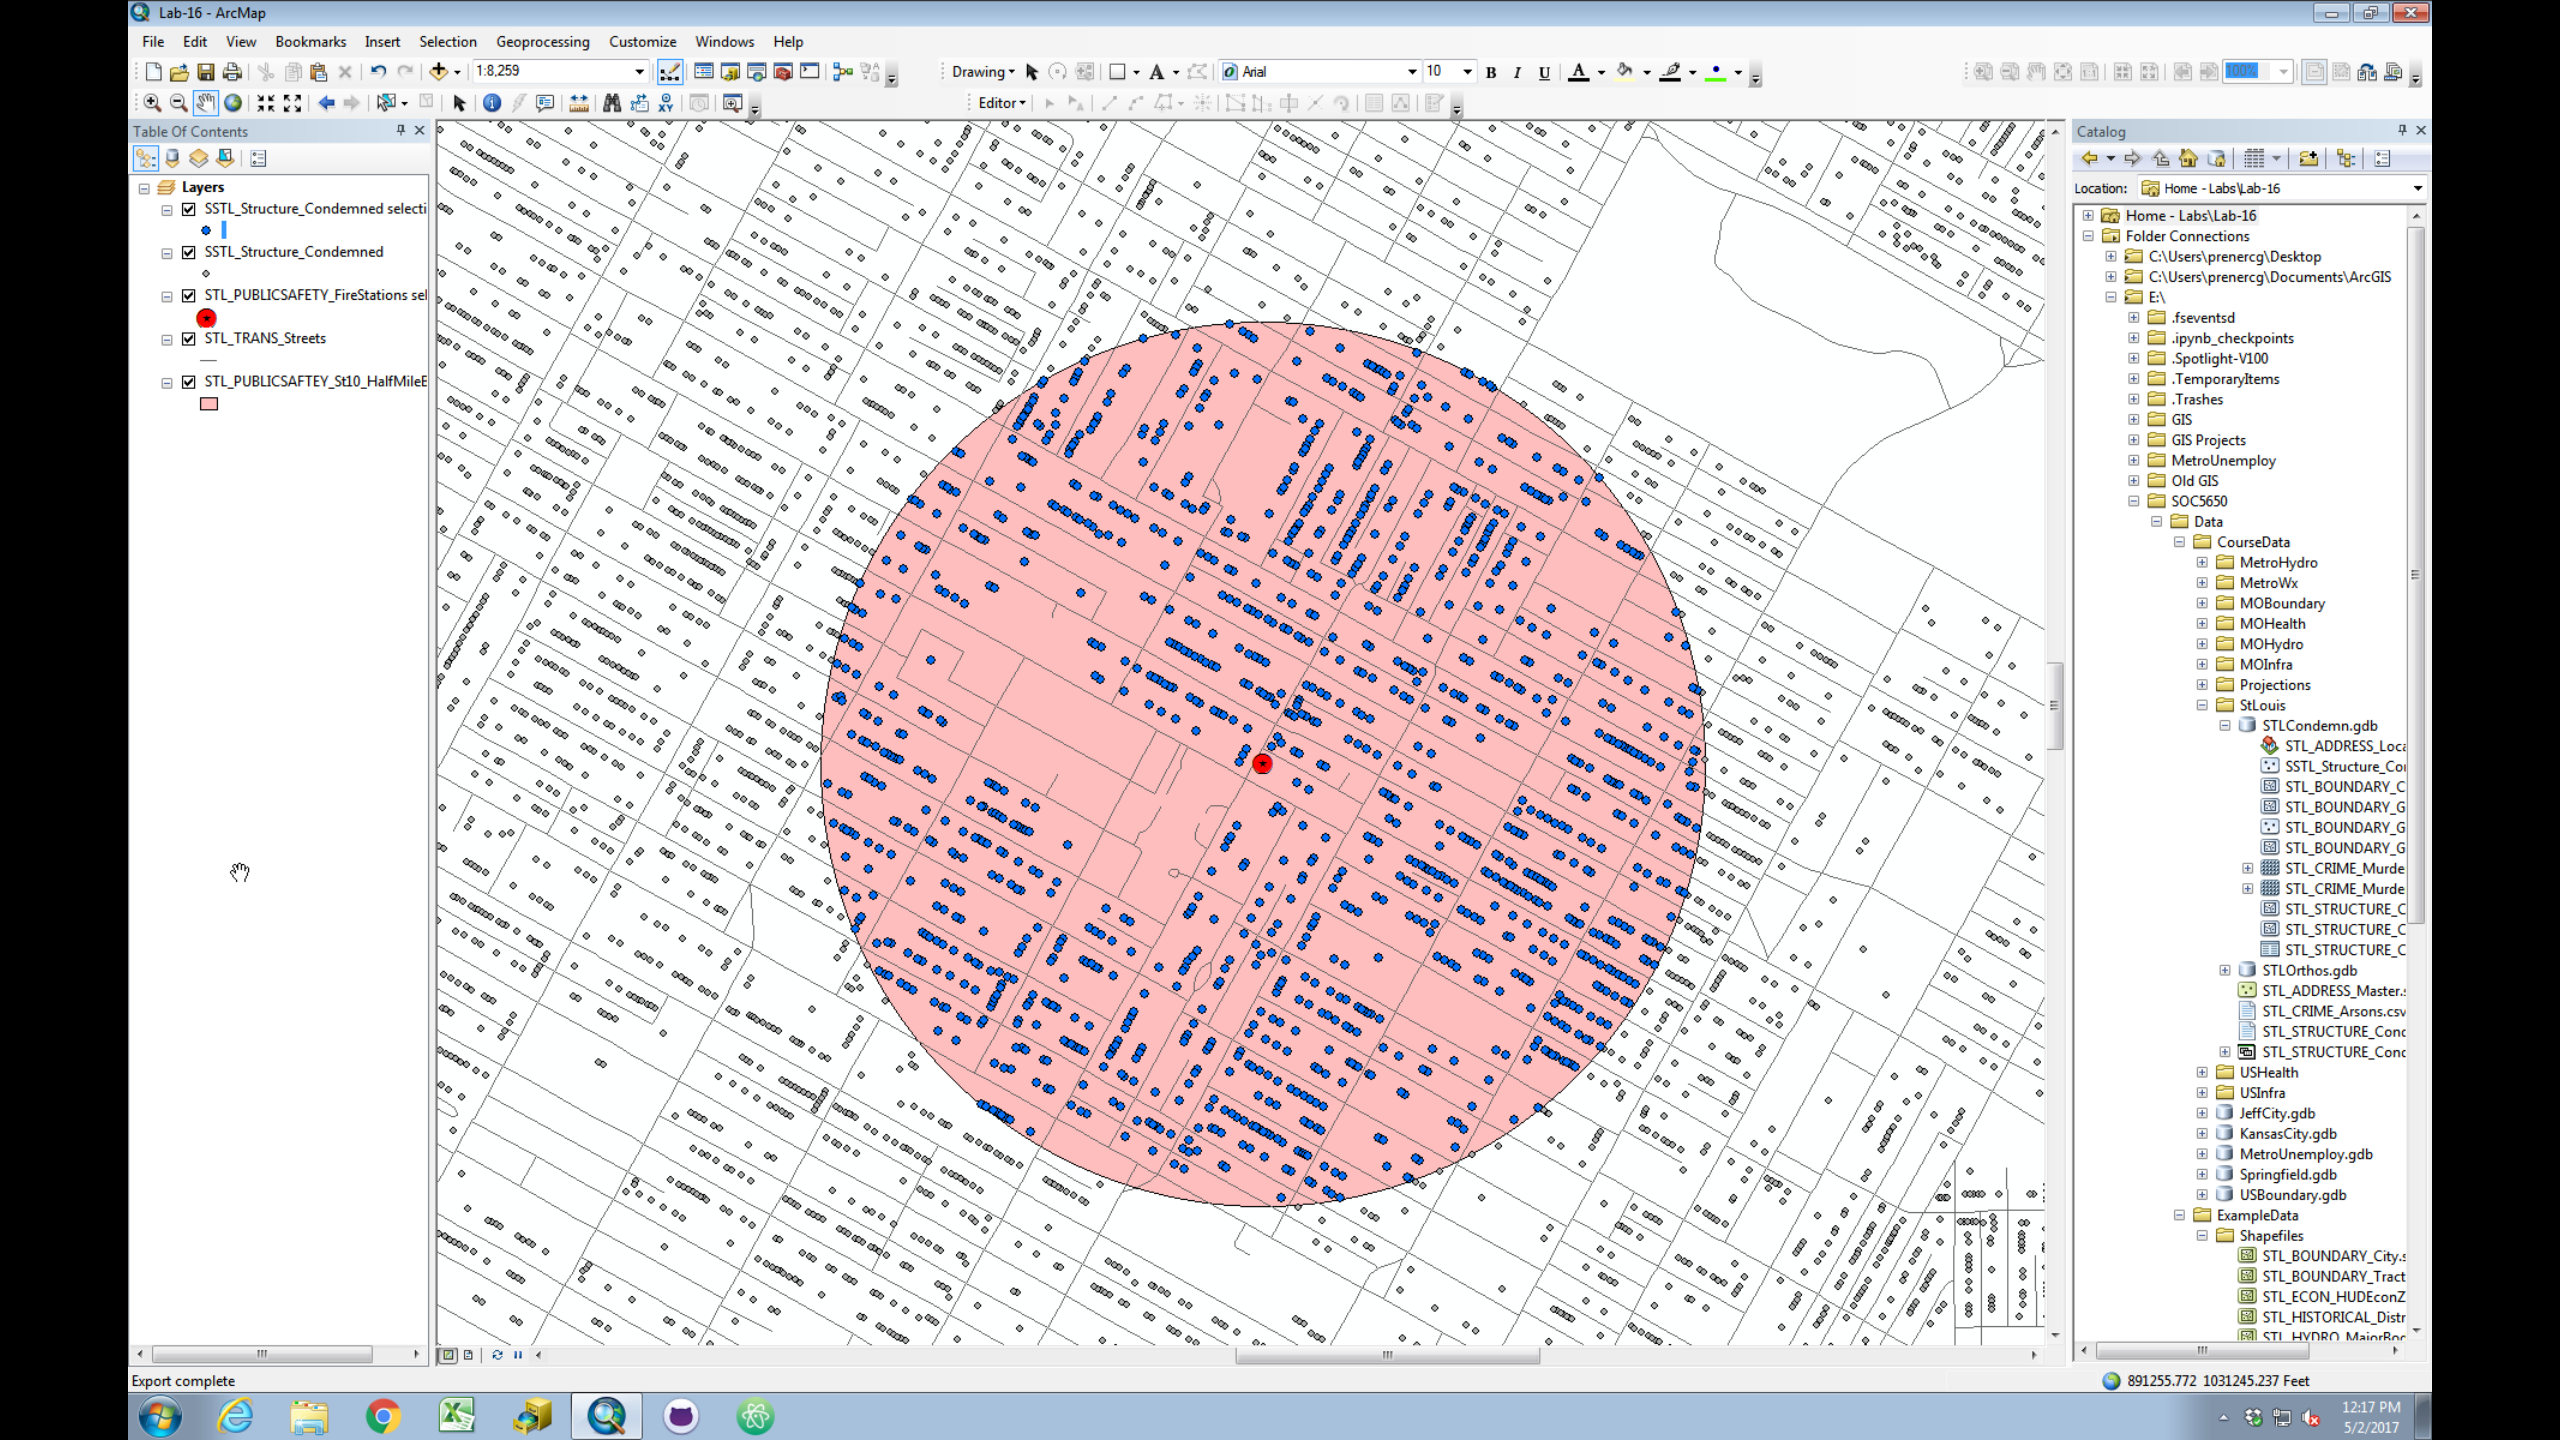 Lab-16 - ArcMap
File Edit View Bookmarks Insert Selection Geoprocessing Customize Windows Help
1:8,259 Drawing A Arial 10 B I U A 100%
XY Editor
Table Of Contents
Layers
SSTL_Structure_Condemned selecti
SSTL_Structure_Condemned
STL_PUBLICSAFETY_FireStations sel
STL_TRANS_Streets
STL_PUBLICSAFTEY_St10_HalfMileE
Catalog
Location: Home - Labs\Lab-16
Home - Labs\Lab-16
Folder Connections
C:\Users\prenercg\Desktop
C:\Users\prenercg\Documents\ArcGIS
E:\
.fseventsd
.ipynb_checkpoints
.Spotlight-V100
.TemporaryItems
.Trashes
GIS
GIS Projects
MetroUnemploy
Old GIS
SOC5650
Data
CourseData
MetroHydro
MetroWx
MOBoundary
MOHealth
MOHydro
MOInfra
Projections
StLouis
STLCondemn.gdb
STL_ADDRESS_Loca
SSTL_Structure_Co
STL_BOUNDARY_C
STL_BOUNDARY_G
STL_BOUNDARY_G
STL_BOUNDARY_G
STL_CRIME_Murde
STL_CRIME_Murde
STL_STRUCTURE_C
STL_STRUCTURE_C
STL_STRUCTURE_C
STLOrthos.gdb
STL_ADDRESS_Master.s
STL_CRIME_Arsons.csv
STL_STRUCTURE_Conc
STL_STRUCTURE_Conc
USHealth
USInfra
JeffCity.gdb
KansasCity.gdb
MetroUnemploy.gdb
Springfield.gdb
USBoundary.gdb
ExampleData
Shapefiles
STL_BOUNDARY_City.s
STL_BOUNDARY_Tract
STL_ECON_HUDEconZ
STL_HISTORICAL_Distr
STL_HYDRO_MajorBoc
Export complete
891255.772 1031245.237 Feet
12:17 PM
5/2/2017